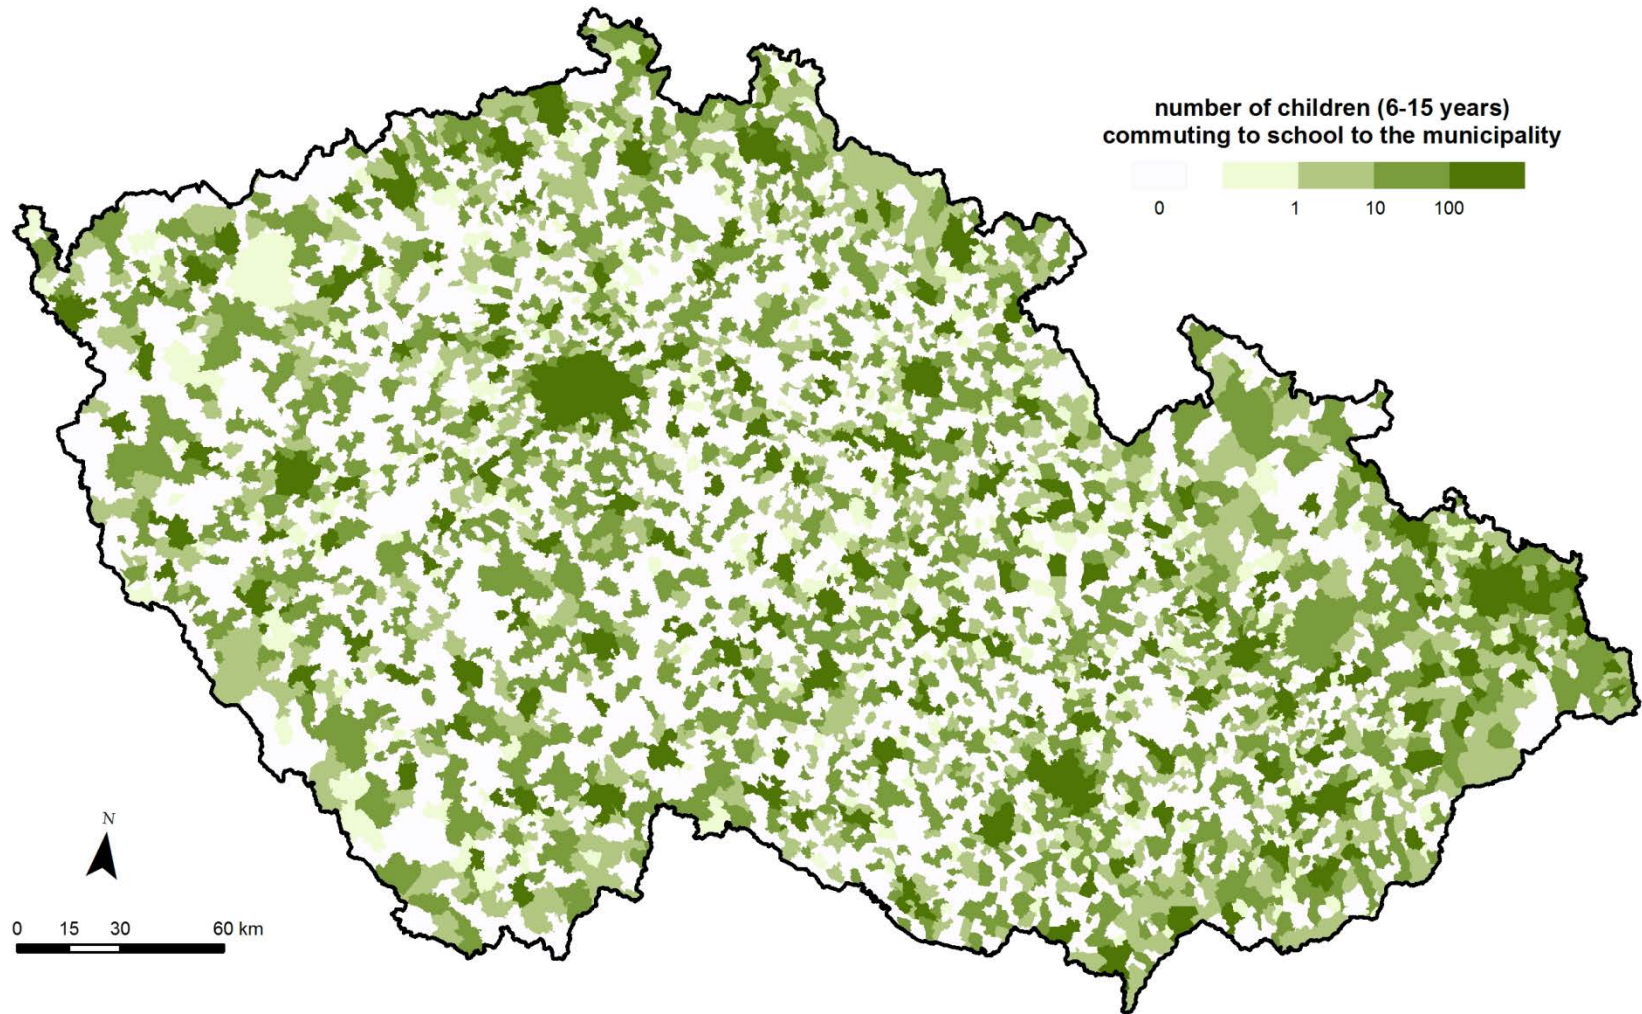 number of children (6-15 years)
commuting to school to the municipality
0 1 10 100
N
0 15 30 60 km